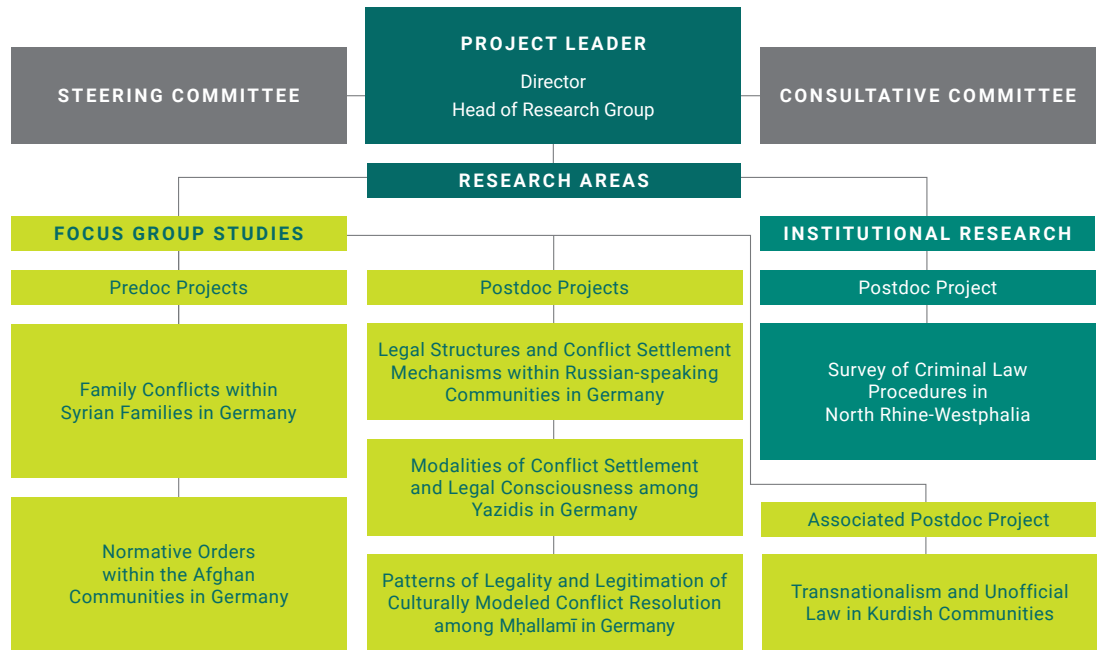 PROJECT LEADER
Director
Head of Research Group
STEERING COMMITTEE
CONSULTATIVE COMMITTEE
RESEARCH AREAS
FOCUS GROUP STUDIES
INSTITUTIONAL RESEARCH
Predoc Projects
Postdoc Projects
Postdoc Project
Family Conflicts within
Syrian Families in Germany
Normative Orders
within the Afghan
Communities in Germany
Legal Structures and Conflict Settlement
Mechanisms within Russian-speaking
Communities in Germany
Modalities of Conflict Settlement
and Legal Consciousness among
Yazidis in Germany
Patterns of Legality and Legitimation of
Culturally Modeled Conflict Resolution
among Mḥallamī in Germany
Survey of Criminal Law
Procedures in
North Rhine-Westphalia
Associated Postdoc Project
Transnationalism and Unofficial
Law in Kurdish Communities